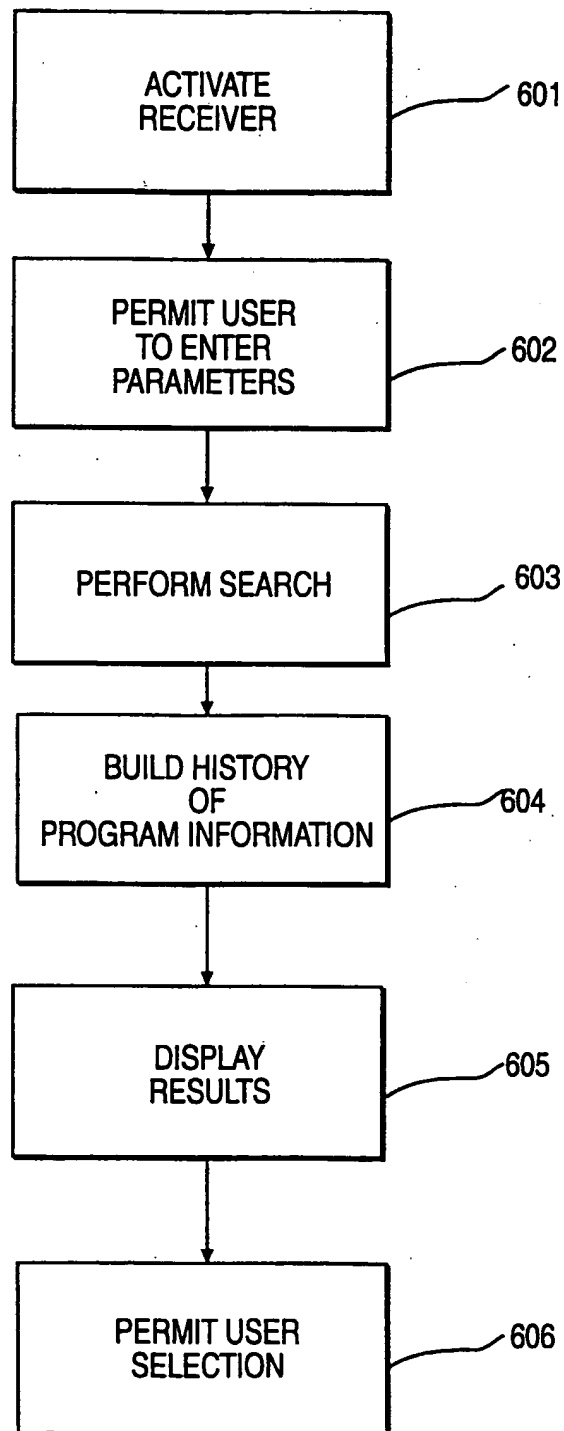 ACTIVATE
RECEIVER
601
PERMIT USER
TO ENTER
PARAMETERS
602
PERFORM SEARCH
603
BUILD HISTORY
OF
PROGRAM INFORMATION
604
DISPLAY
RESULTS
605
PERMIT USER
SELECTION
606